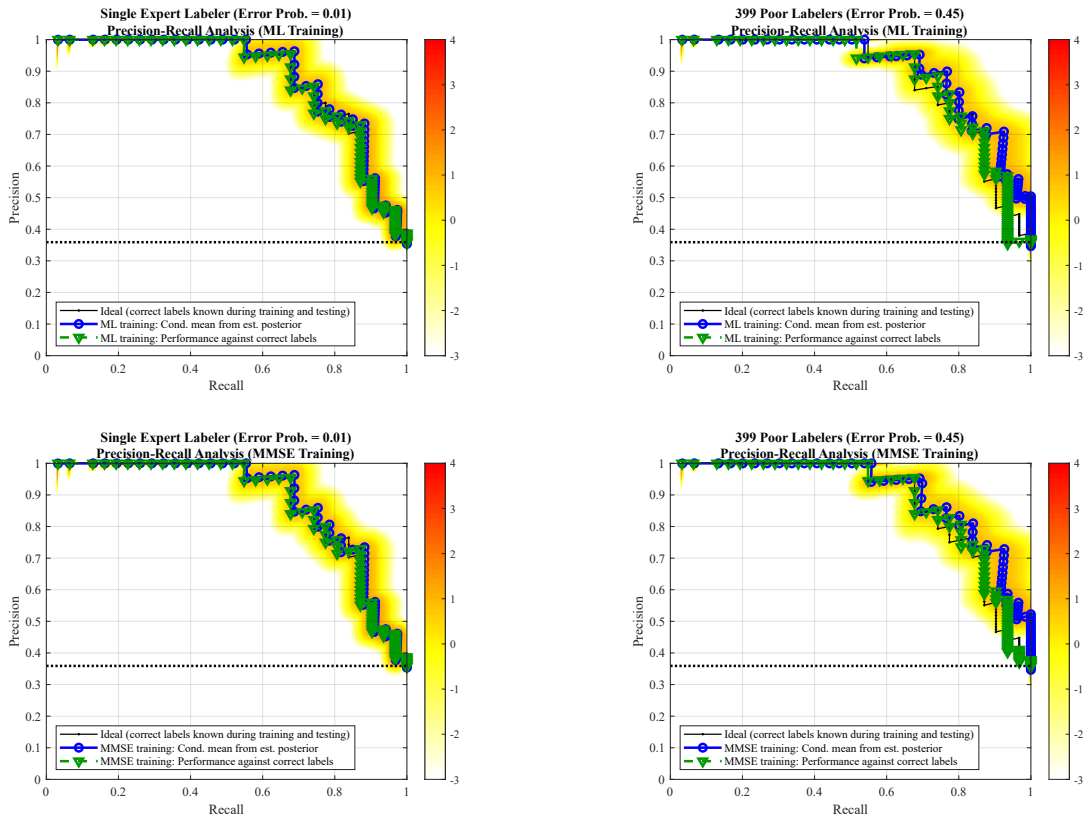 Single Expert Labeler (Error Prob. = 0.01)
Precision-Recall Analysis (ML Training)
1
0.9
0.8
0.7
0.6
0.5
0.4
0.3
0.2
0.1
0
Precision
0 0.2 0.4 0.6 0.8 1
Recall
Ideal (correct labels known during training and testing)
ML training: Cond. mean from est. posterior
ML training: Performance against correct labels
4
3
2
1
0
-1
-2
-3
399 Poor Labelers (Error Prob. = 0.45)
Precision-Recall Analysis (ML Training)
1
0.9
0.8
0.7
0.6
0.5
0.4
0.3
0.2
0.1
0
Precision
0 0.2 0.4 0.6 0.8 1
Recall
Ideal (correct labels known during training and testing)
ML training: Cond. mean from est. posterior
ML training: Performance against correct labels
4
3
2
1
0
-1
-2
-3
Single Expert Labeler (Error Prob. = 0.01)
Precision-Recall Analysis (MMSE Training)
1
0.9
0.8
0.7
0.6
0.5
0.4
0.3
0.2
0.1
0
Precision
0 0.2 0.4 0.6 0.8 1
Recall
Ideal (correct labels known during training and testing)
MMSE training: Cond. mean from est. posterior
MMSE training: Performance against correct labels
4
3
2
1
0
-1
-2
-3
399 Poor Labelers (Error Prob. = 0.45)
Precision-Recall Analysis (MMSE Training)
1
0.9
0.8
0.7
0.6
0.5
0.4
0.3
0.2
0.1
0
Precision
0 0.2 0.4 0.6 0.8 1
Recall
Ideal (correct labels known during training and testing)
MMSE training: Cond. mean from est. posterior
MMSE training: Performance against correct labels
4
3
2
1
0
-1
-2
-3